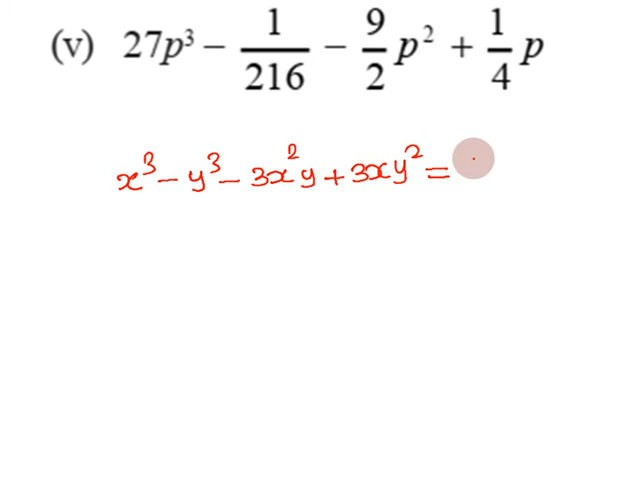 (v) 27p³ − 1/216 − 9/2 p² + 1/4 p
x³ − y³ − 3x²y + 3xy² =